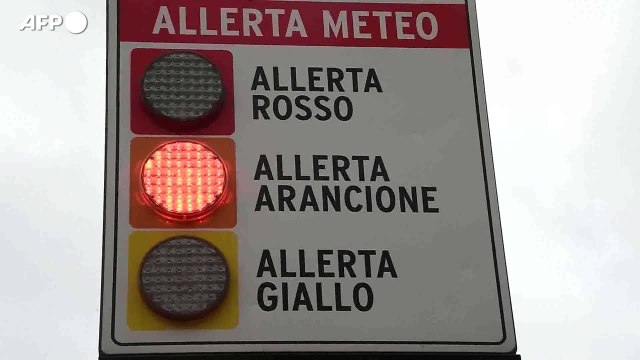 AFP
ALLERTA METEO
ALLERTA
ROSSO
ALLERTA
ARANCIONE
ALLERTA
GIALLO